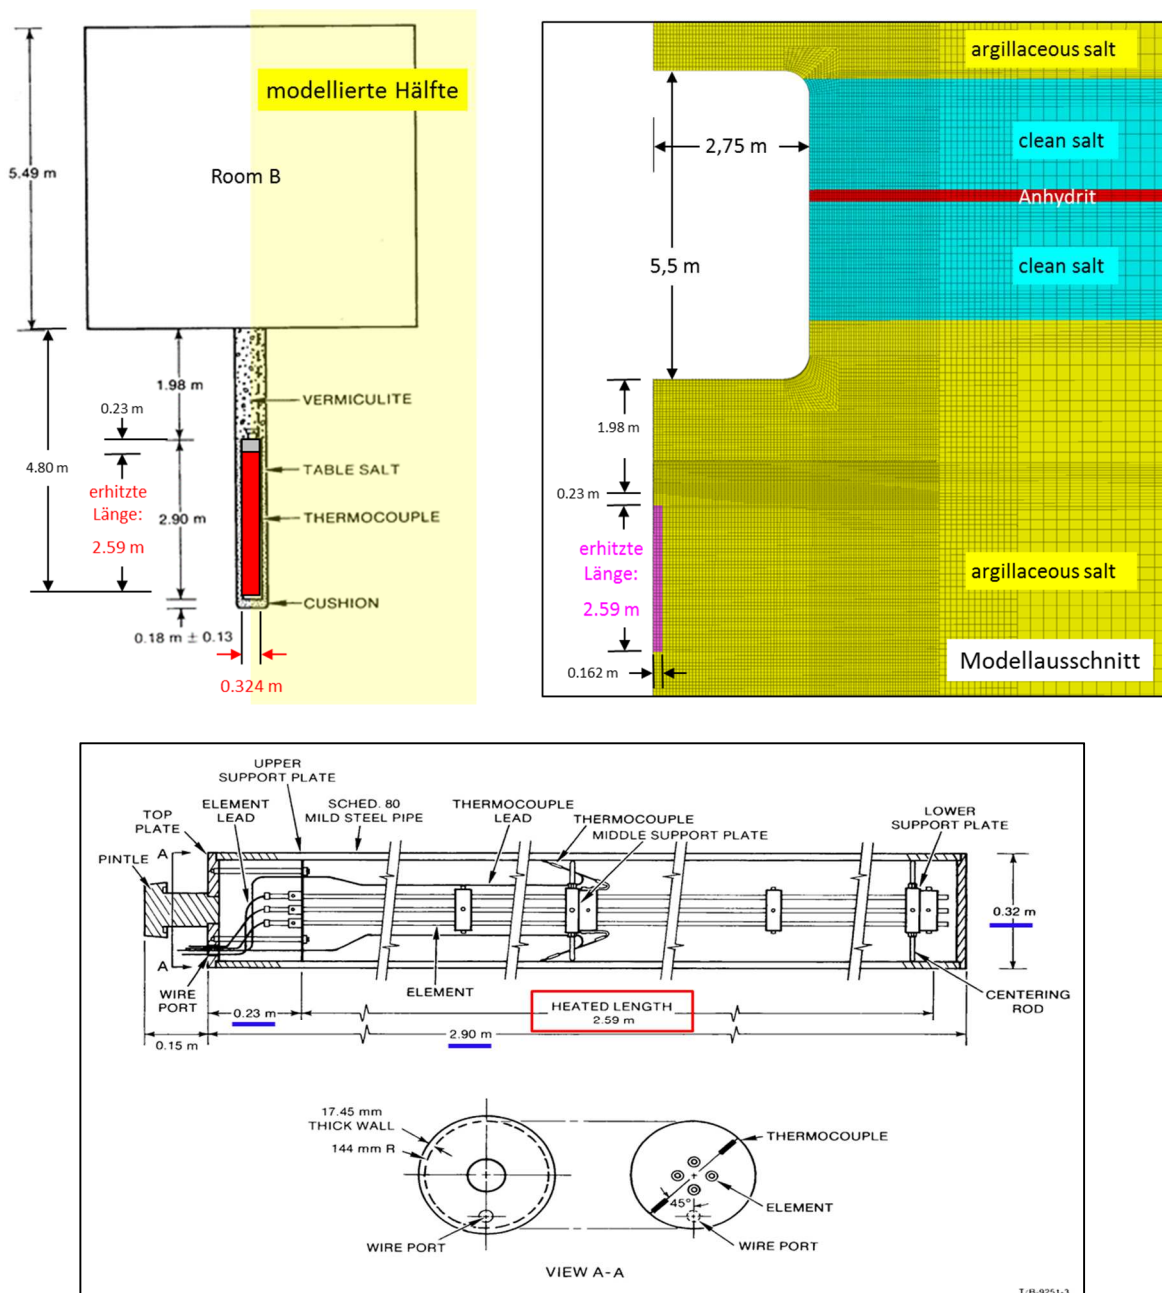 modellierte Hälfte
5.49 m
Room B
1.98 m
VERMICULITE
0.23 m
4.80 m
TABLE SALT
erhitzte
Länge:
2.59 m
2.90 m
THERMOCOUPLE
CUSHION
0.18 m ± 0.13
0.324 m
argillaceous salt
clean salt
2,75 m
Anhydrit
5,5 m
clean salt
1.98 m
0.23 m
erhitzte
Länge:
2.59 m
argillaceous salt
0.162 m
Modellausschnitt
UPPER
SUPPORT PLATE
ELEMENT
LEAD
SCHED. 80
MILD STEEL PIPE
THERMOCOUPLE
LEAD
THERMOCOUPLE
MIDDLE SUPPORT PLATE
LOWER
SUPPORT PLATE
TOP
PLATE
PINTLE
A
A
0.32 m
WIRE
PORT
ELEMENT
CENTERING
ROD
HEATED LENGTH
2.59 m
0.23 m
0.15 m
2.90 m
17.45 mm
THICK WALL
144 mm R
WIRE PORT
THERMOCOUPLE
ELEMENT
45°
WIRE PORT
VIEW A-A
T/B-9251-3